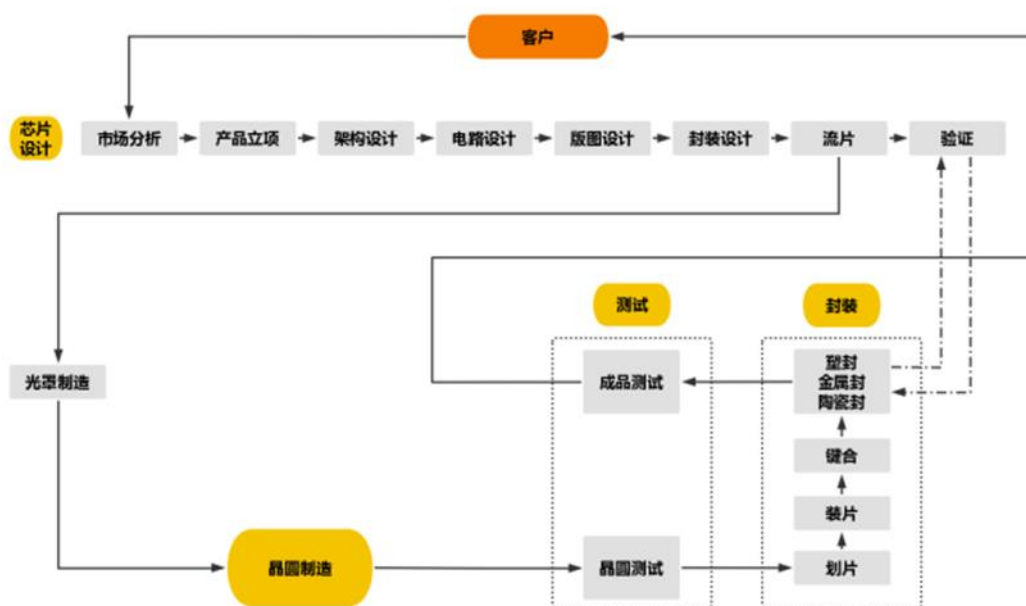 客户
芯片
设计
市场分析
产品立项
架构设计
电路设计
版图设计
封装设计
流片
验证
测试
封装
光罩制造
成品测试
塑封
金属封
陶瓷封
键合
装片
晶圆制造
晶圆测试
划片